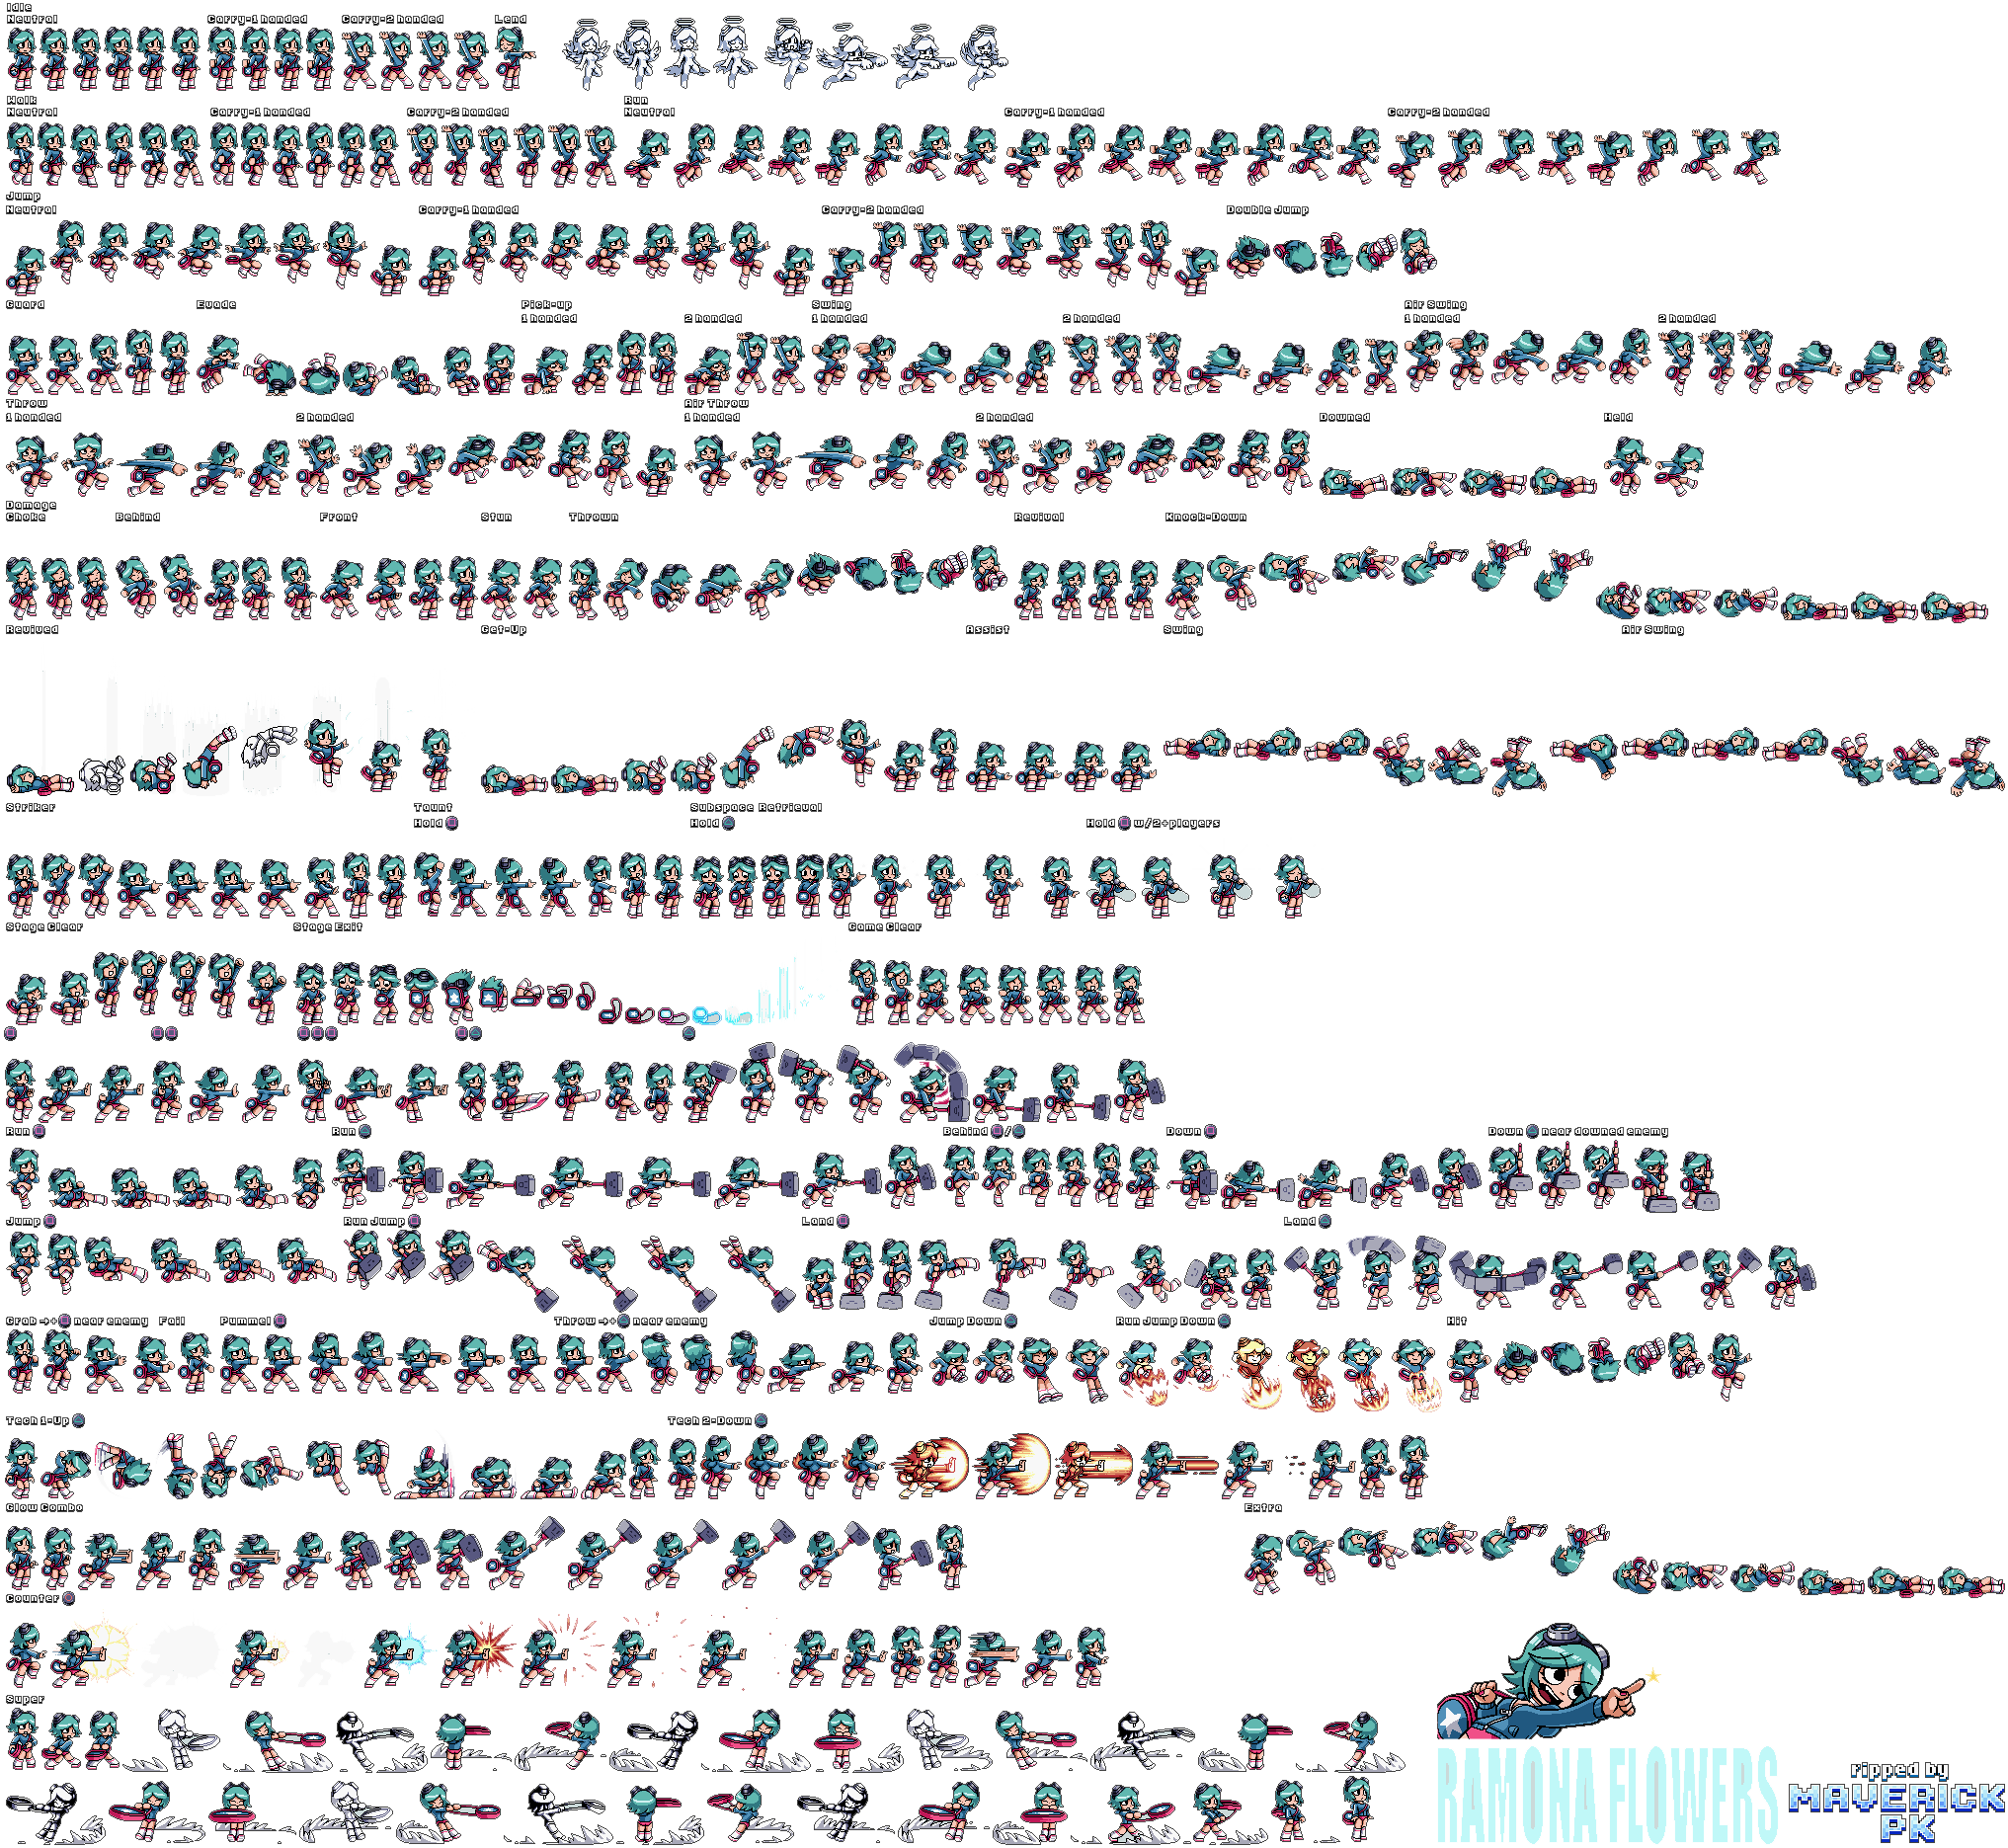 Idle
Neutral Carry-1 handed Carry-2 handed Lend
Walk Run
Neutral Carry-1 handed Carry-2 handed Neutral Carry-1 handed Carry-2 handed
Jump
Neutral Carry-1 handed Carry-2 handed Double Jump
Guard Evade Pick-up Swing Air Swing
1 handed 2 handed 1 handed 2 handed 1 handed 2 handed
Throw Air Throw
1 handed 2 handed 1 handed 2 handed Downed Held
Damage
Choke Behind Front Stun Thrown Revival Knock-Down
Revived Get-Up Assist Swing Air Swing
Striker Taunt Subspace Retrieval
Hold Hold Hold w/2+players
Stage Clear Stage Exit Game Clear
Run Run Behind / Down Down near downed enemy
Jump Run Jump Land Land
Grab →+ near enemy Fail Pummel Throw →+ near enemy Jump Down Run Jump Down Hit
Tech 1-Up Tech 2-Down
Glow Combo Extra
Counter
Super
RAMONA FLOWERS
ripped by
MAVERICK
PK